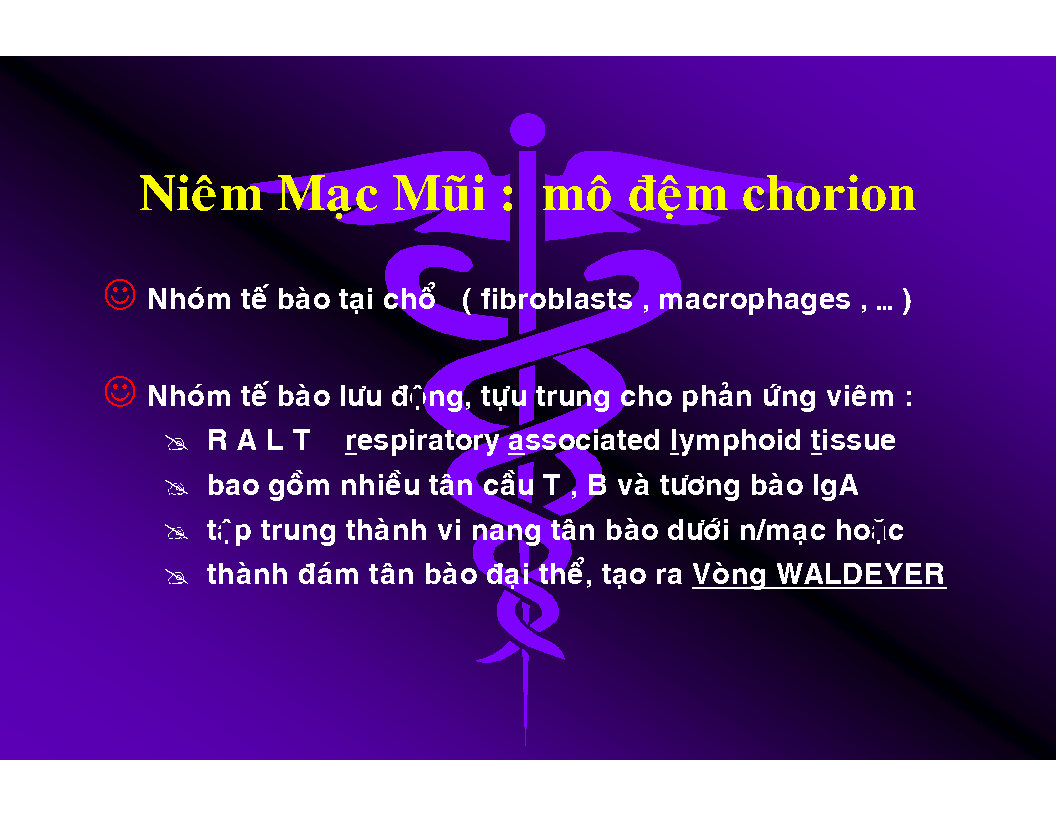 Niêm Mạc Mũi : mô đệm chorion
Nhóm tế bào tại chổ ( fibroblasts , macrophages , … )
Nhóm tế bào lưu động, tựu trung cho phản ứng viêm :
R A L T respiratory associated lymphoid tissue
bao gồm nhiều tân cầu T , B và tương bào IgA
tập trung thành vi nang tân bào dưới n/mạc hoặc
thành đám tân bào đại thể, tạo ra Vòng WALDEYER